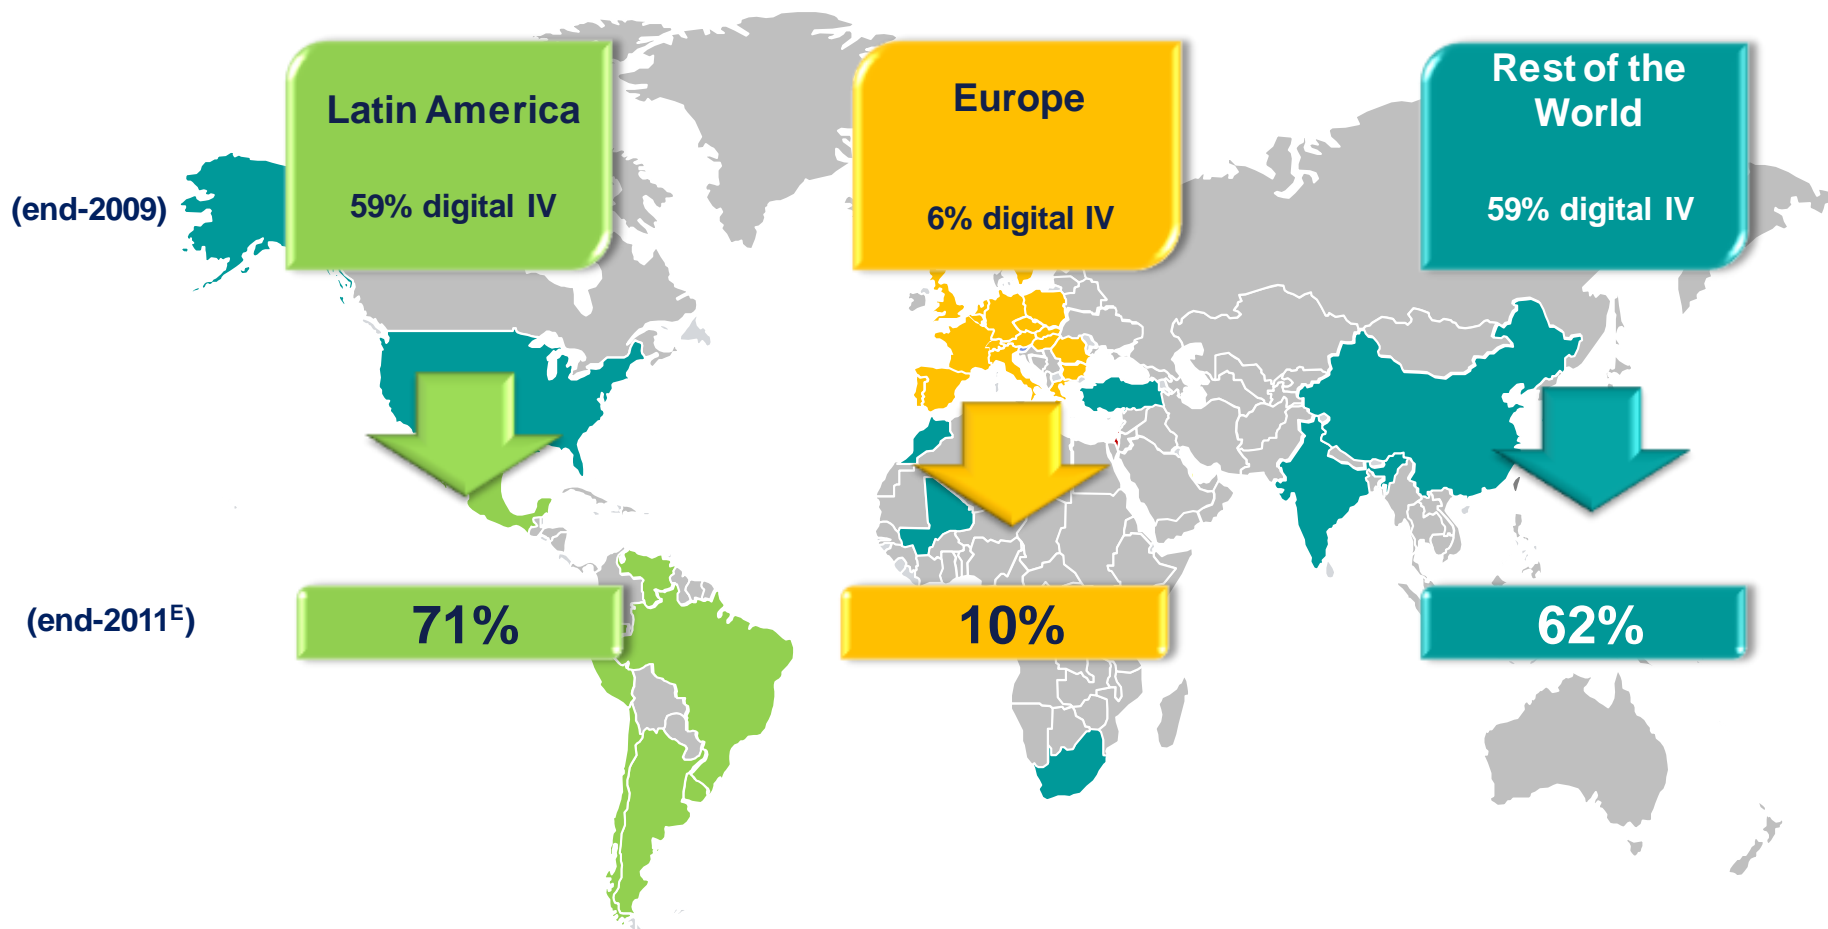 Latin America
Europe
Rest of the
World
(end-2009)
59% digital IV
6% digital IV
59% digital IV
(end-2011ᴱ)
71%
10%
62%